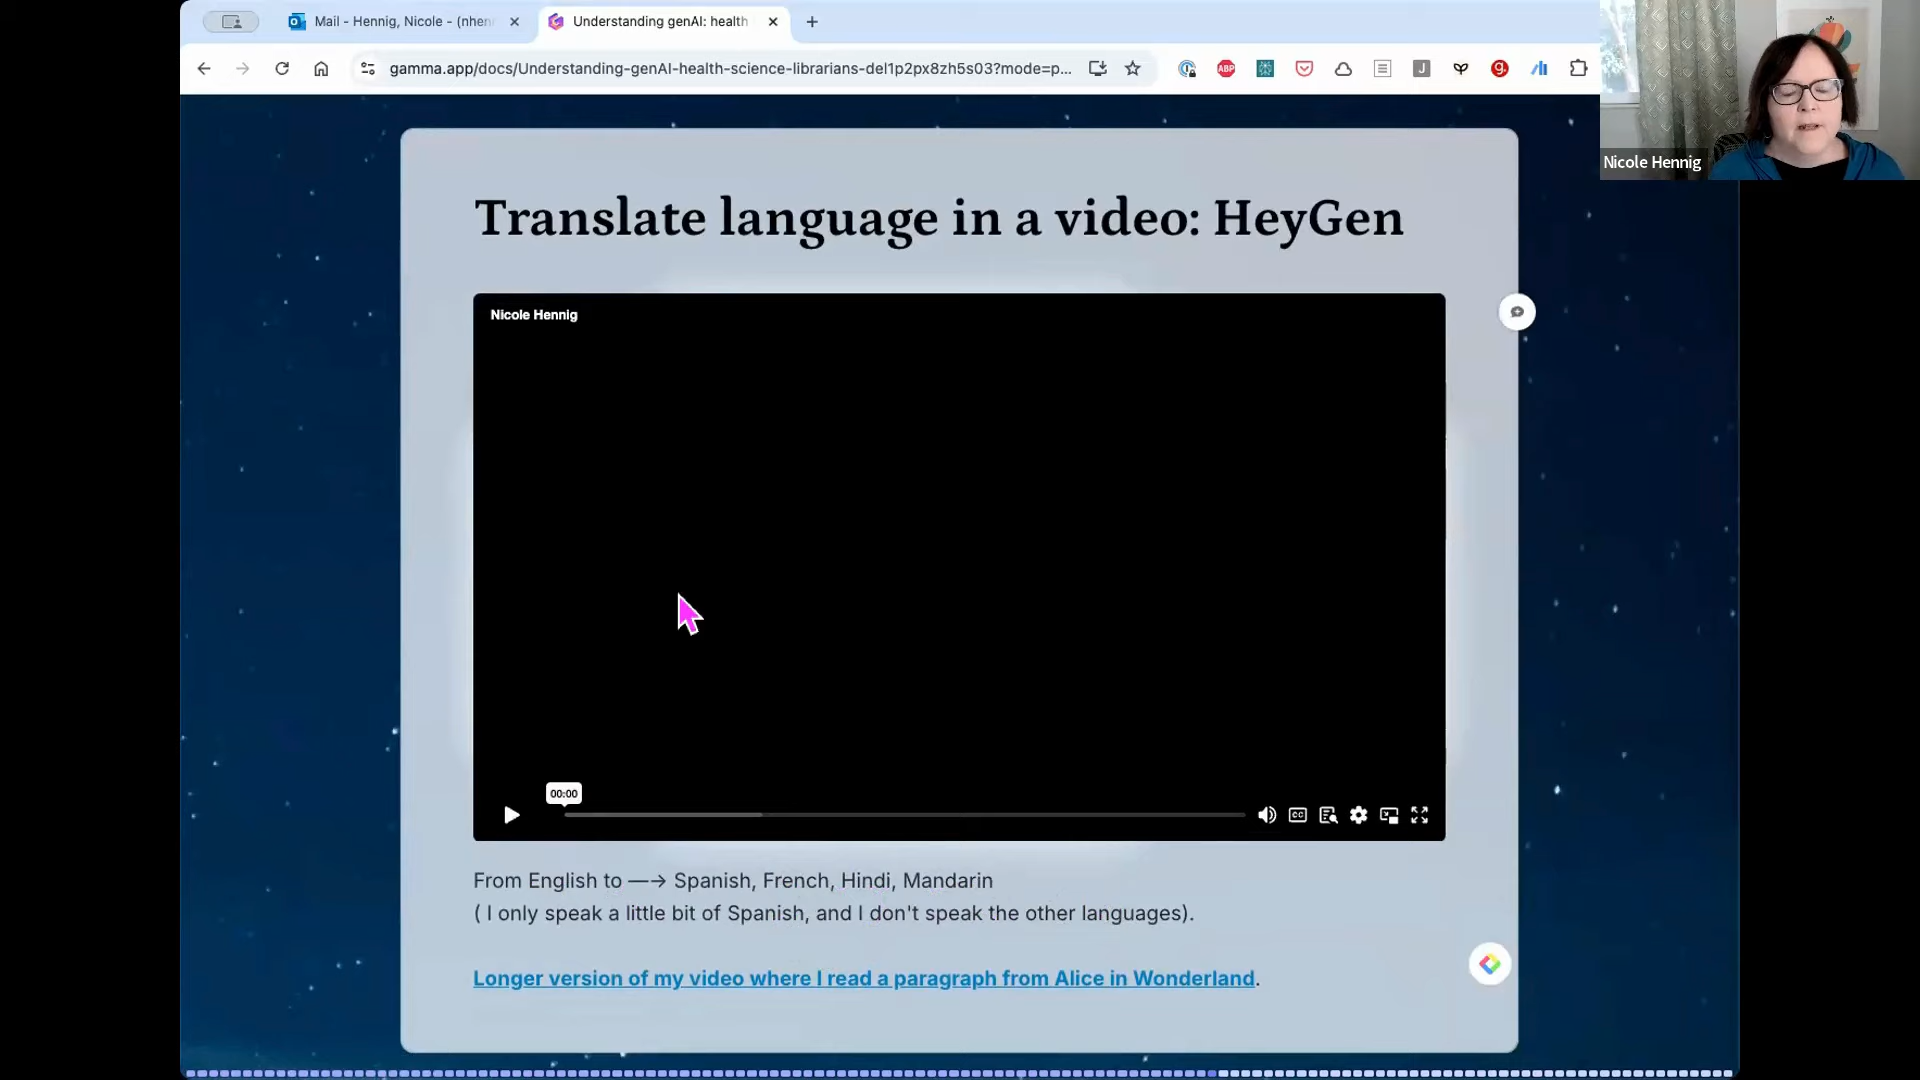 Mail - Hennig, Nicole - (nhen
Understanding genAI: health
gamma.app/docs/Understanding-genAI-health-science-librarians-del1p2px8zh5s03?mode=p...
ABP
J
g.
Nicole Hennig
Translate language in a video: HeyGen
Nicole Hennig
00:00
CC
From English to —→ Spanish, French, Hindi, Mandarin
( I only speak a little bit of Spanish, and I don't speak the other languages).
Longer version of my video where I read a paragraph from Alice in Wonderland.